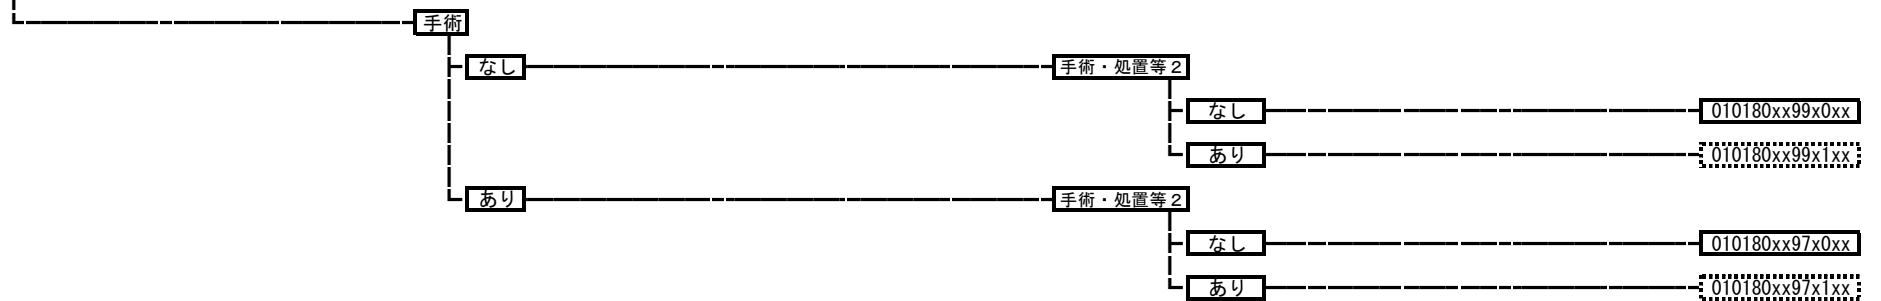 手術
なし
手術・処置等２
なし
010180xx99x0xx
あり
010180xx99x1xx
あり
手術・処置等２
なし
010180xx97x0xx
あり
010180xx97x1xx